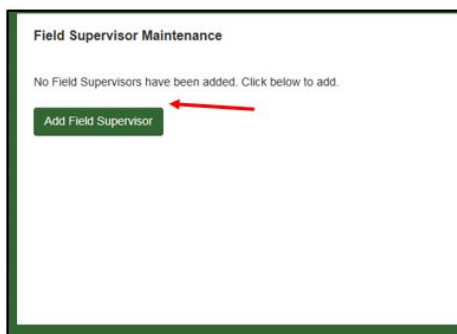 Field Supervisor Maintenance
No Field Supervisors have been added. Click below to add.
Add Field Supervisor